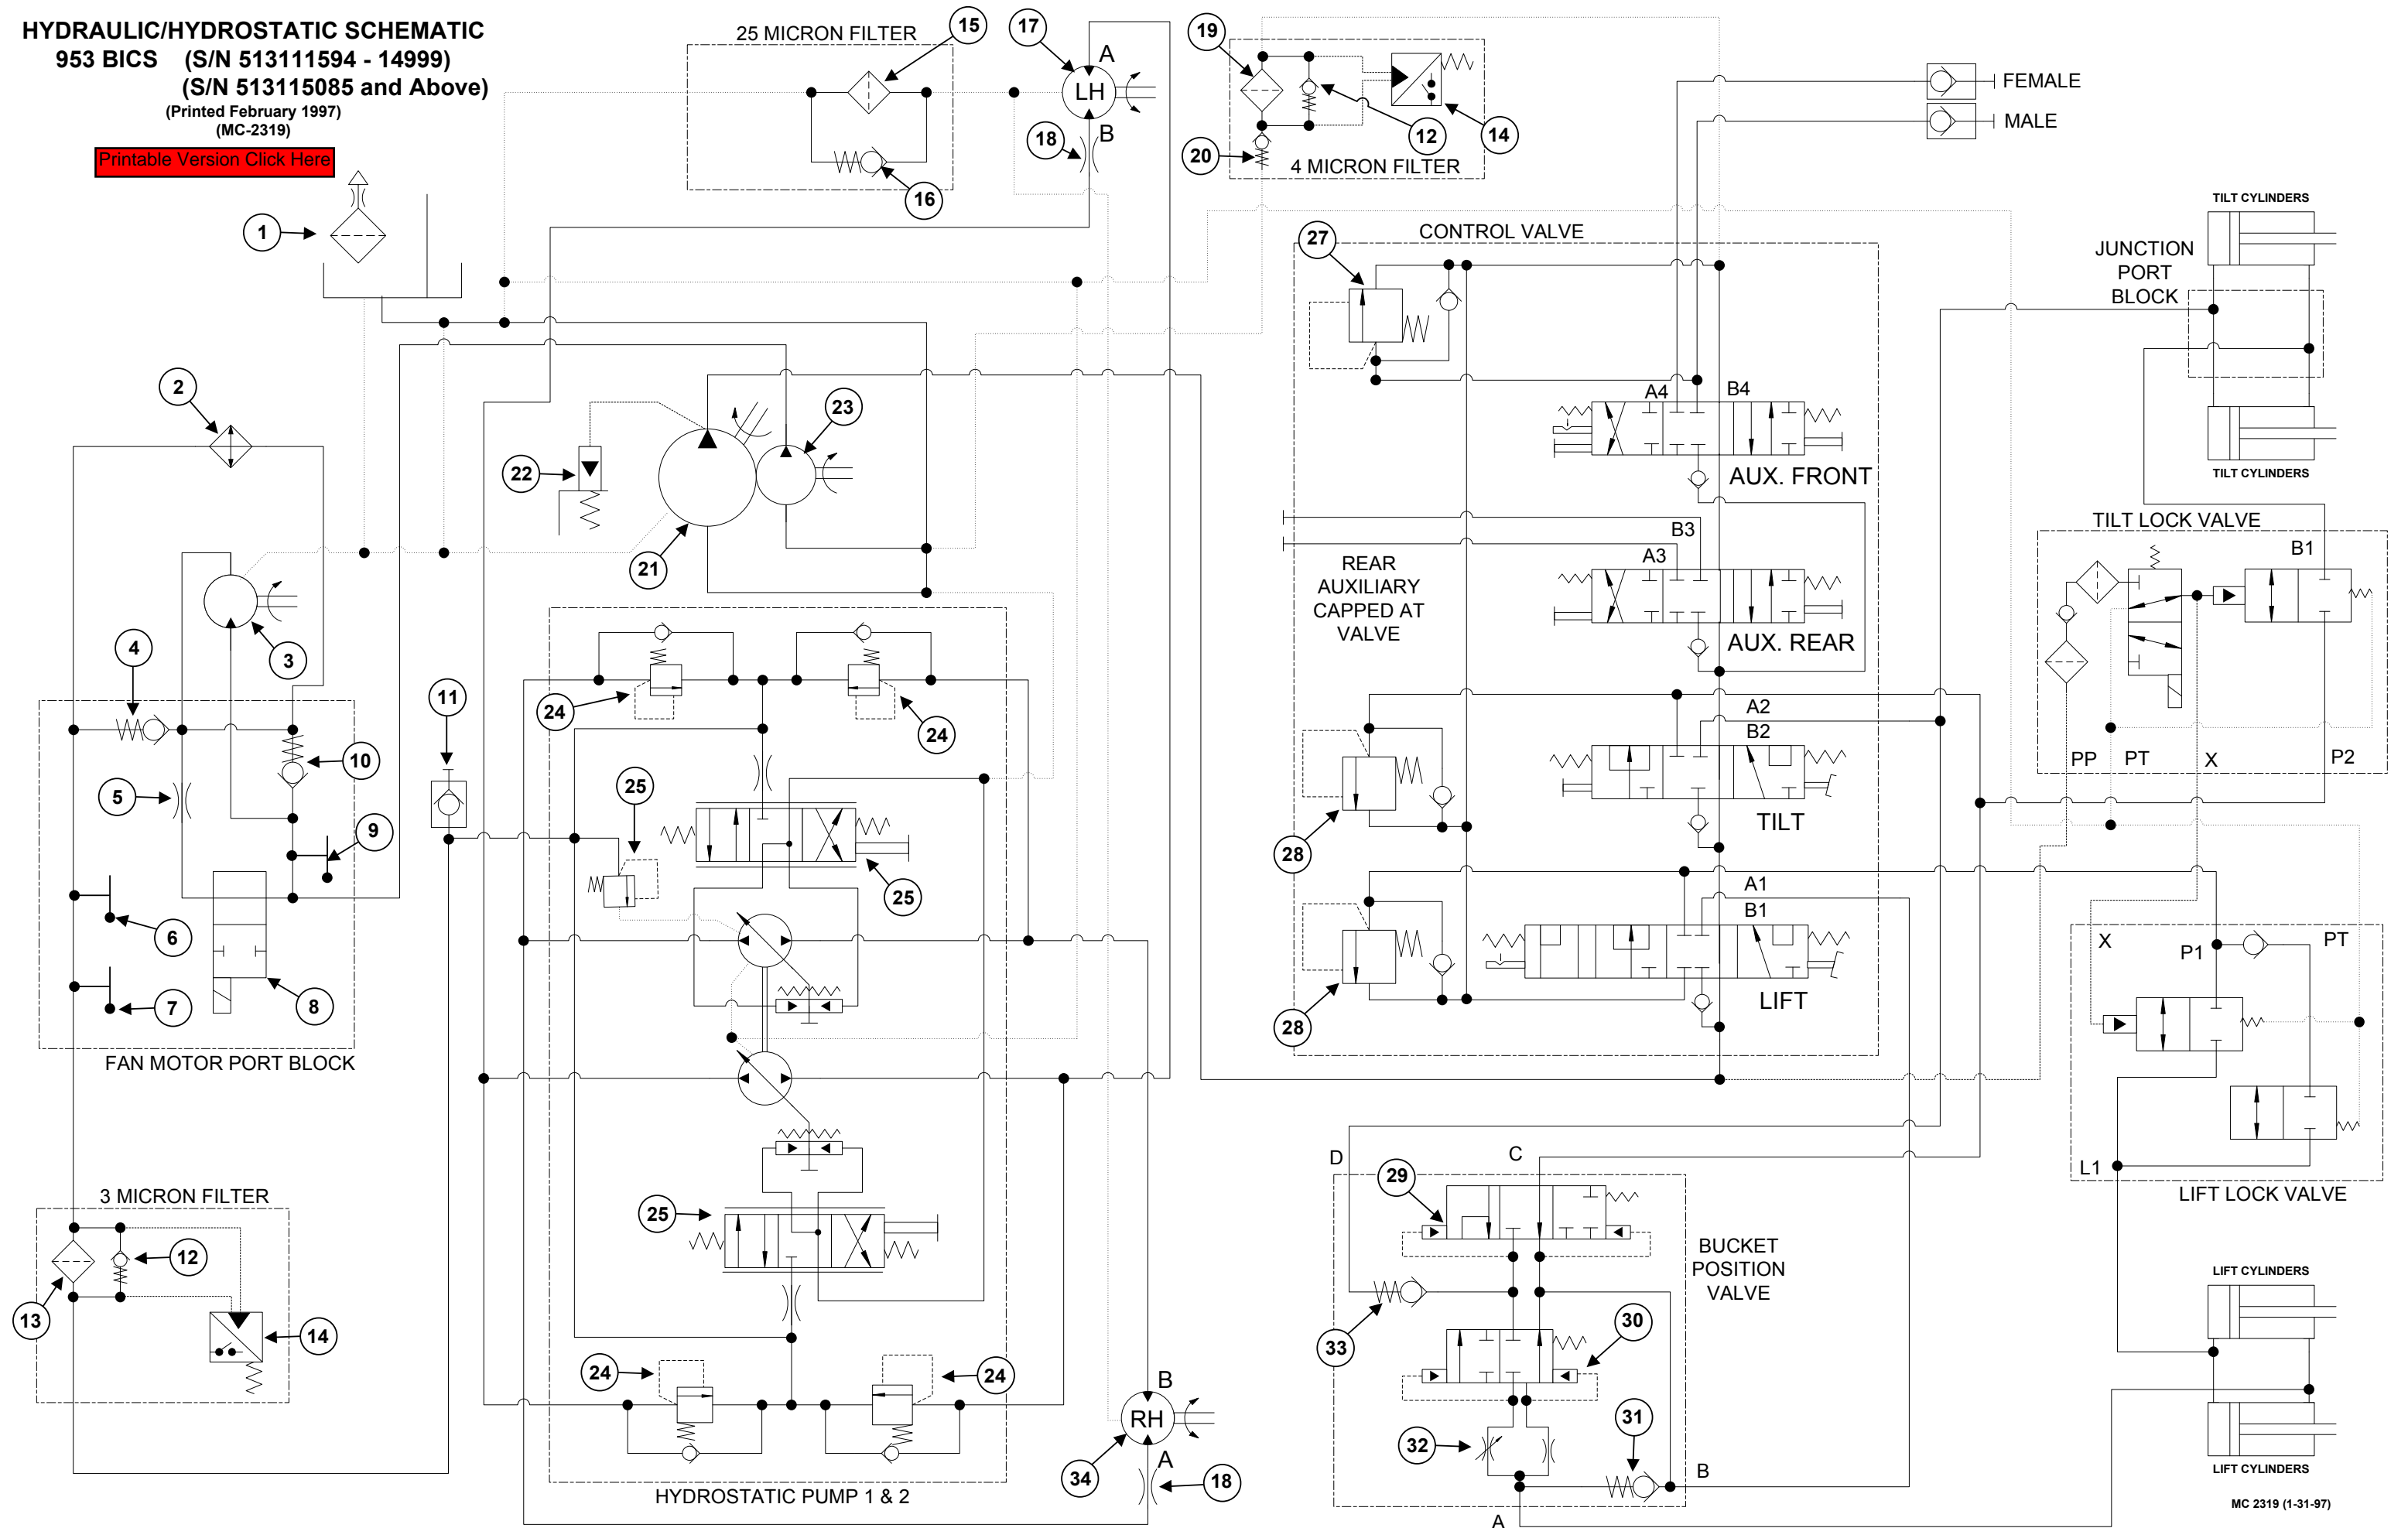 HYDRAULIC/HYDROSTATIC SCHEMATIC
953 BICS (S/N 513111594 - 14999)
(S/N 513115085 and Above)
(Printed February 1997)
(MC-2319)
Printable Version Click Here
1
25 MICRON FILTER
15
16
17
A
LH
B
18
19
20
12
14
4 MICRON FILTER
FEMALE
MALE
27
CONTROL VALVE
A4
B4
AUX. FRONT
B3
A3
REAR
AUXILIARY
CAPPED AT
VALVE
AUX. REAR
A2
B2
28
TILT
A1
B1
28
LIFT
TILT CYLINDERS
JUNCTION
PORT
BLOCK
TILT CYLINDERS
TILT LOCK VALVE
B1
PP
PT
X
P2
X
P1
PT
L1
LIFT LOCK VALVE
2
3
4
5
6
7
8
9
10
FAN MOTOR PORT BLOCK
11
22
21
23
24
24
25
25
25
24
24
HYDROSTATIC PUMP 1 & 2
3 MICRON FILTER
12
13
14
B
RH
A
34
18
D
C
29
BUCKET
POSITION
VALVE
33
30
31
32
B
A
LIFT CYLINDERS
LIFT CYLINDERS
MC 2319 (1-31-97)